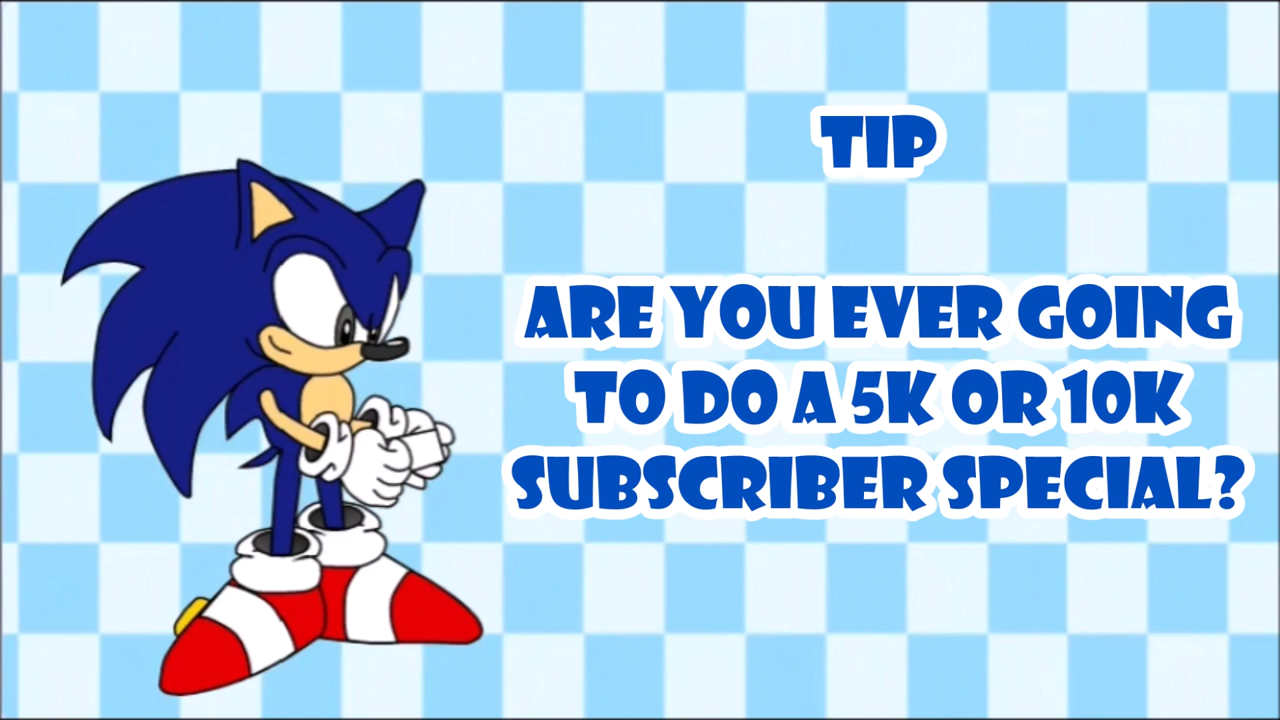 TIP
ARE YOU EVER GOING
TO DO A 5K OR 10K
SUBSCRIBER SPECIAL?